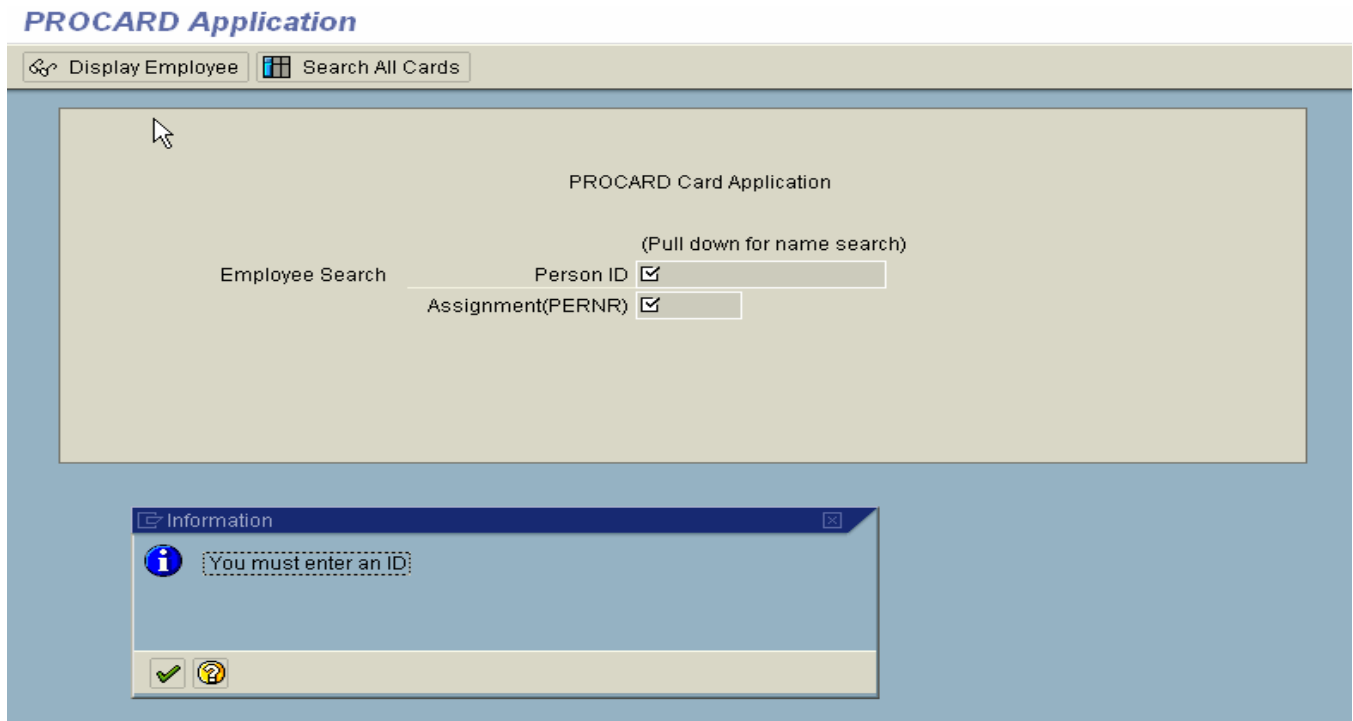 PROCARD Application
Display Employee Search All Cards
PROCARD Card Application
(Pull down for name search)
Employee Search Person ID
Assignment(PERNR)
Information
You must enter an ID